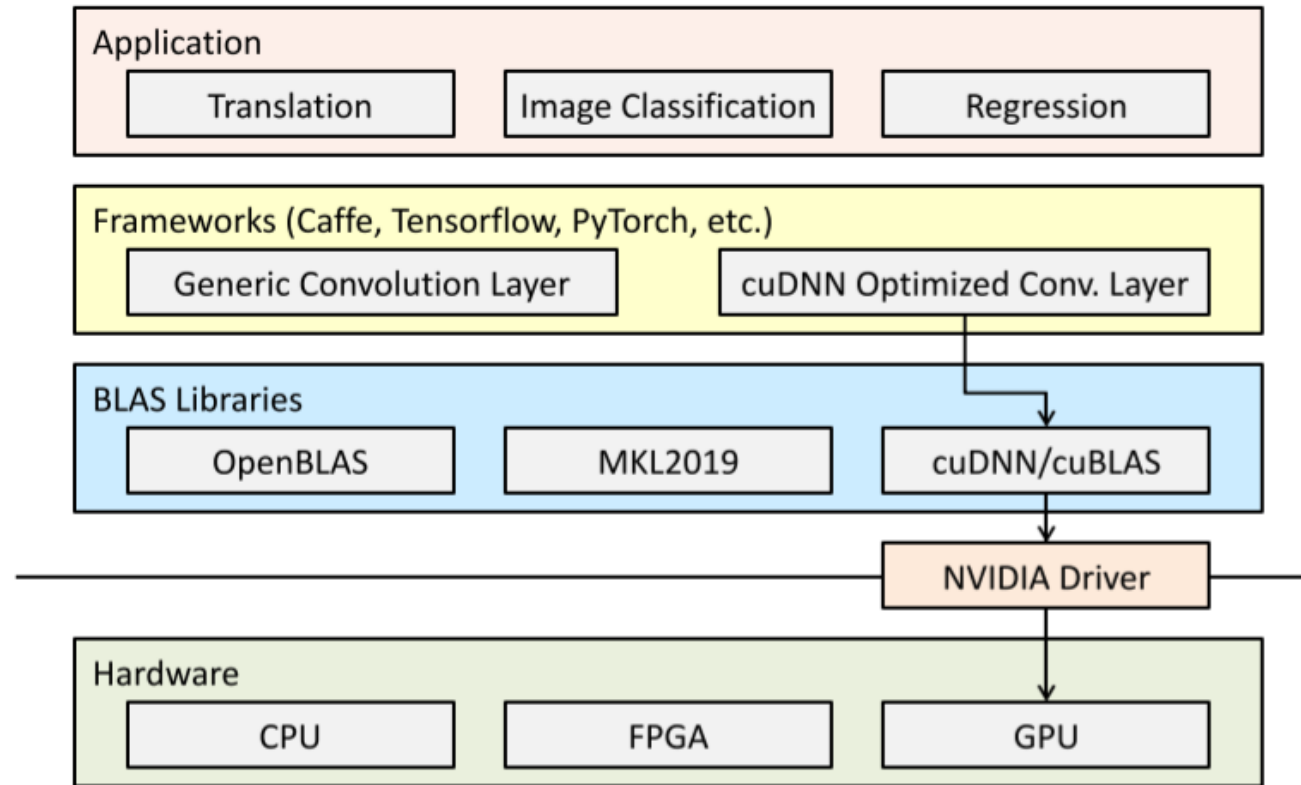 Application
Translation
Image Classification
Regression
Frameworks (Caffe, Tensorflow, PyTorch, etc.)
Generic Convolution Layer
cuDNN Optimized Conv. Layer
BLAS Libraries
OpenBLAS
MKL2019
cuDNN/cuBLAS
NVIDIA Driver
Hardware
CPU
FPGA
GPU